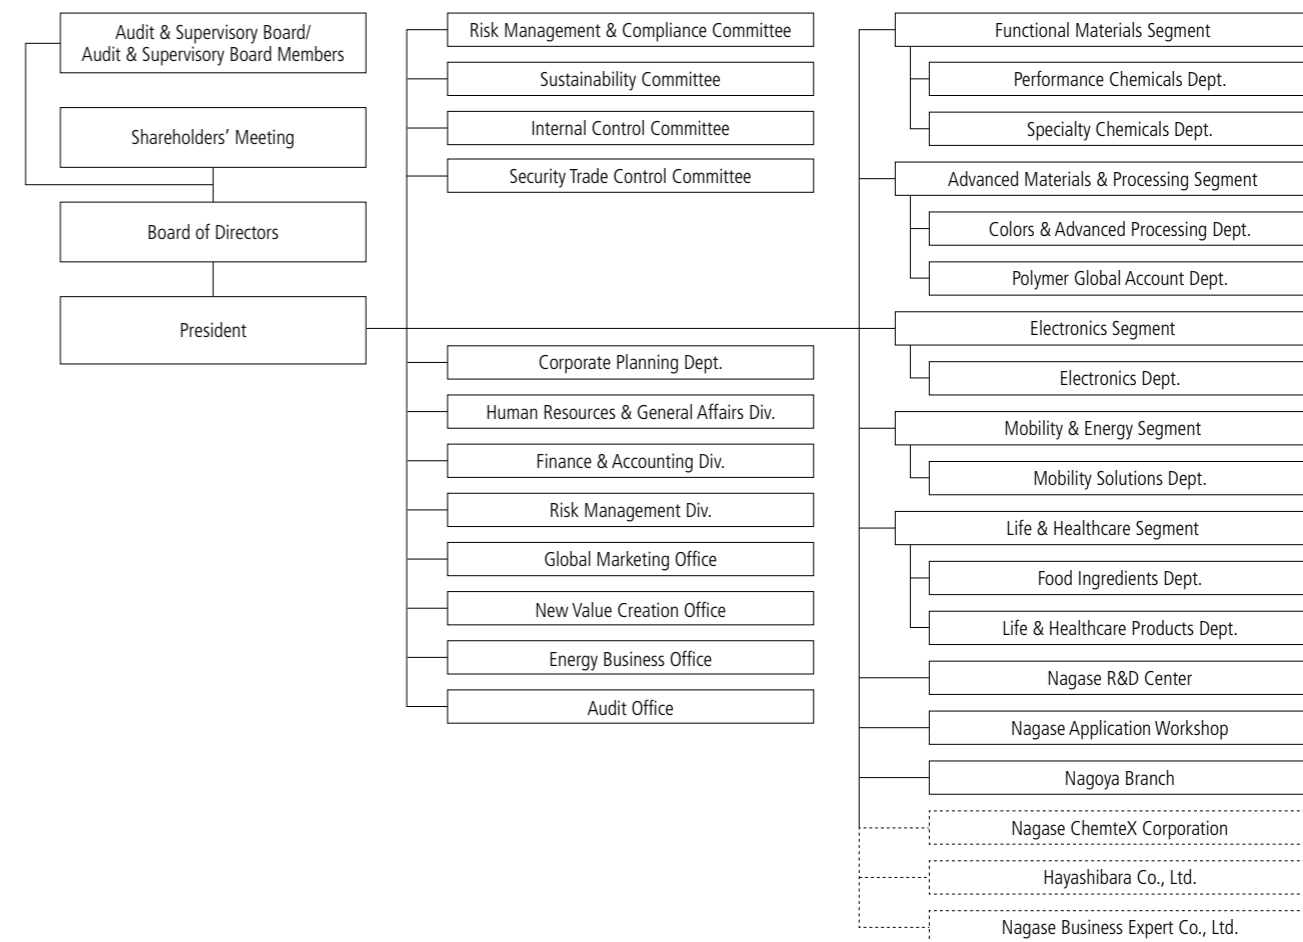 Audit & Supervisory Board/
Audit & Supervisory Board Members
Shareholders' Meeting
Board of Directors
President
Risk Management & Compliance Committee
Sustainability Committee
Internal Control Committee
Security Trade Control Committee
Corporate Planning Dept.
Human Resources & General Affairs Div.
Finance & Accounting Div.
Risk Management Div.
Global Marketing Office
New Value Creation Office
Energy Business Office
Audit Office
Functional Materials Segment
Performance Chemicals Dept.
Specialty Chemicals Dept.
Advanced Materials & Processing Segment
Colors & Advanced Processing Dept.
Polymer Global Account Dept.
Electronics Segment
Electronics Dept.
Mobility & Energy Segment
Mobility Solutions Dept.
Life & Healthcare Segment
Food Ingredients Dept.
Life & Healthcare Products Dept.
Nagase R&D Center
Nagase Application Workshop
Nagoya Branch
Nagase ChemteX Corporation
Hayashibara Co., Ltd.
Nagase Business Expert Co., Ltd.